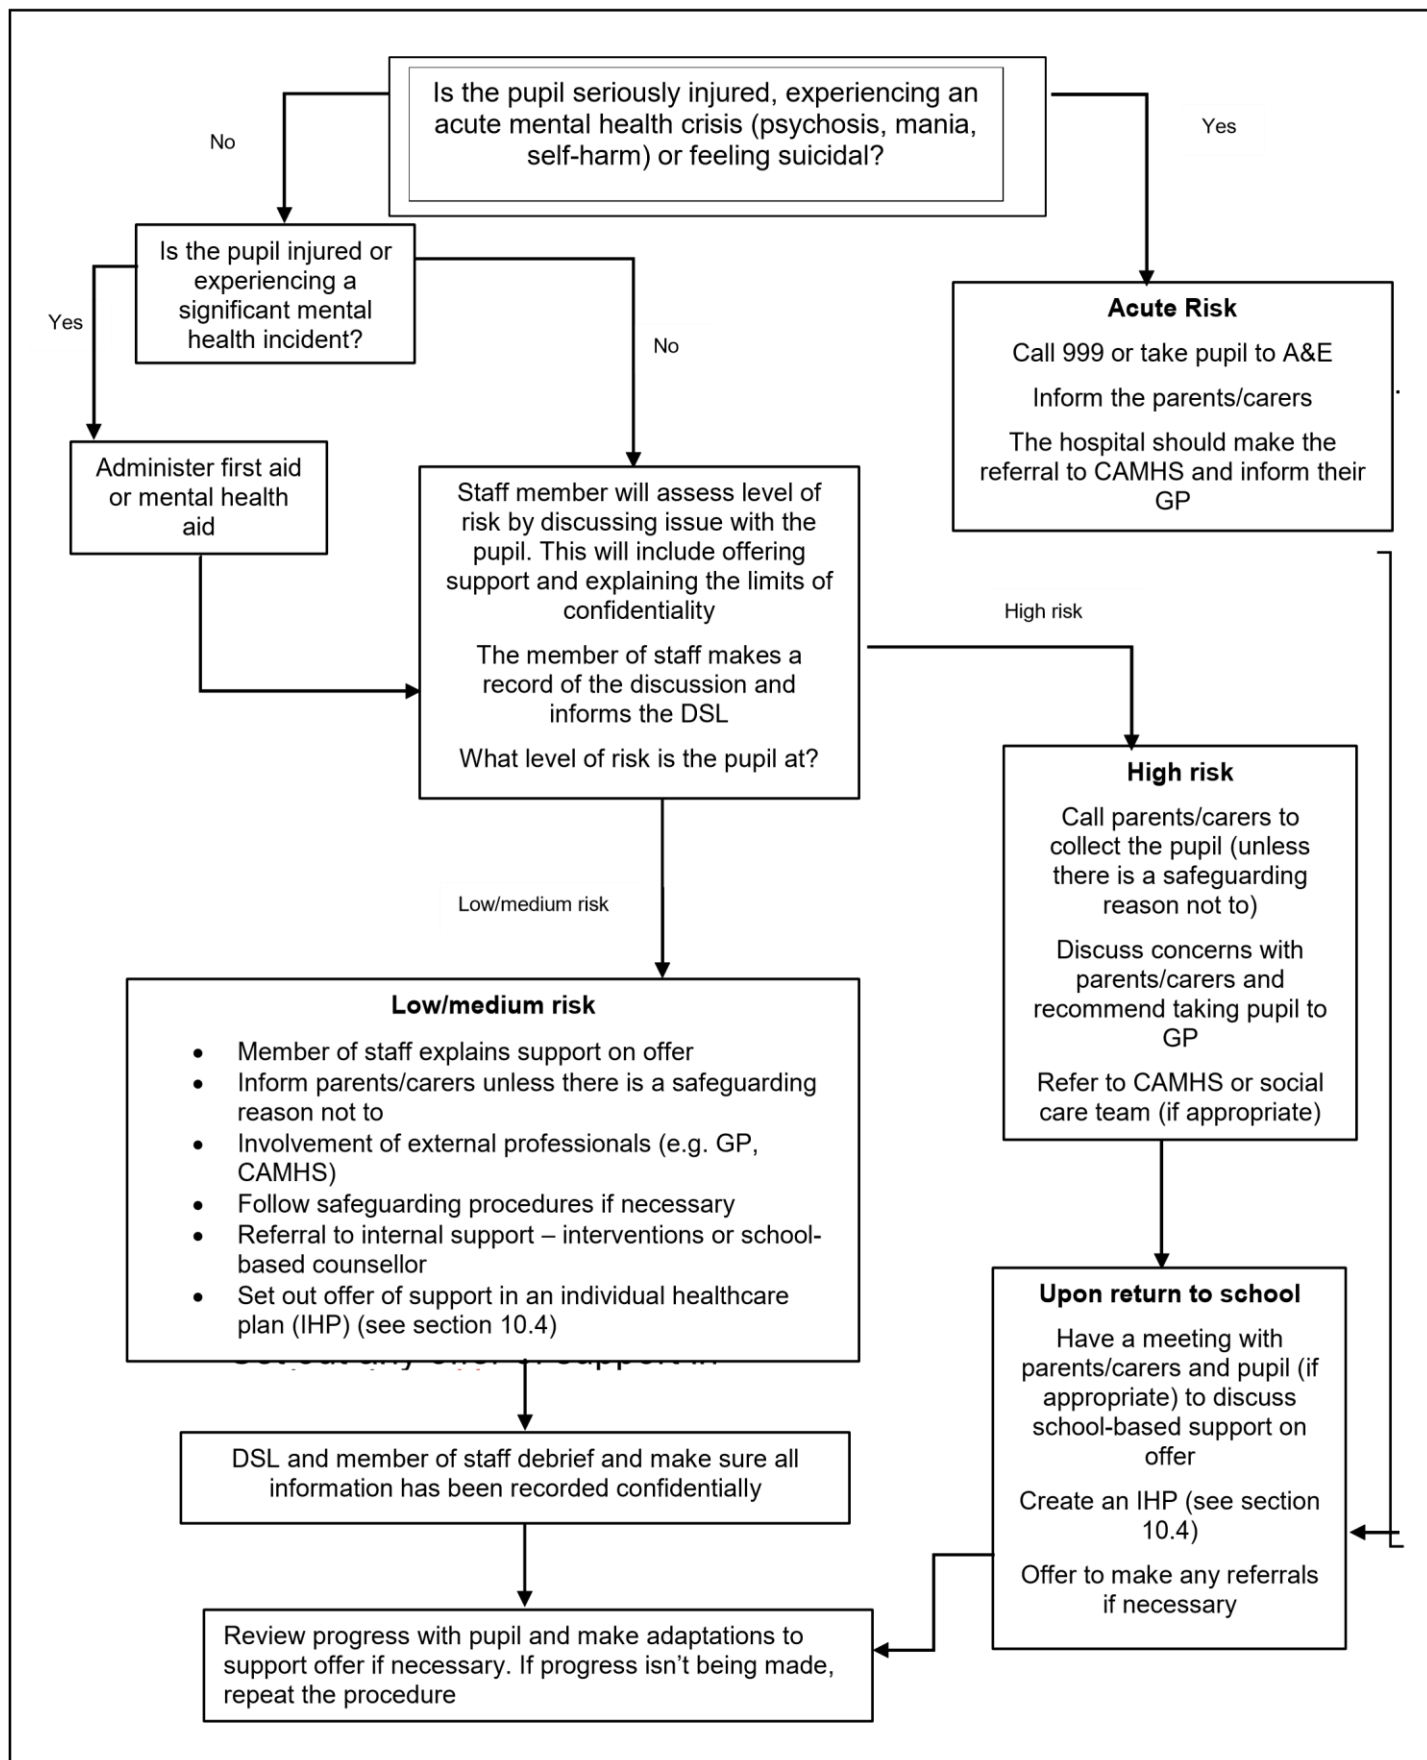 Is the pupil seriously injured, experiencing an
acute mental health crisis (psychosis, mania,
self-harm) or feeling suicidal?
No
Yes
Is the pupil injured or
experiencing a
significant mental
health incident?
Yes
No
Acute Risk
Call 999 or take pupil to A&E
Inform the parents/carers
The hospital should make the
referral to CAMHS and inform their
GP
.
Administer first aid
or mental health
aid
Staff member will assess level of
risk by discussing issue with the
pupil. This will include offering
support and explaining the limits of
confidentiality
The member of staff makes a
record of the discussion and
informs the DSL
What level of risk is the pupil at?
High risk
High risk
Call parents/carers to
collect the pupil (unless
there is a safeguarding
reason not to)
Discuss concerns with
parents/carers and
recommend taking pupil to
GP
Refer to CAMHS or social
care team (if appropriate)
Low/medium risk
Low/medium risk
• Member of staff explains support on offer
• Inform parents/carers unless there is a safeguarding
reason not to
• Involvement of external professionals (e.g. GP,
CAMHS)
• Follow safeguarding procedures if necessary
• Referral to internal support – interventions or school-
based counsellor
• Set out offer of support in an individual healthcare
plan (IHP) (see section 10.4)
Upon return to school
Have a meeting with
parents/carers and pupil (if
appropriate) to discuss
school-based support on
offer
Create an IHP (see section
10.4)
Offer to make any referrals
if necessary
DSL and member of staff debrief and make sure all
information has been recorded confidentially
Review progress with pupil and make adaptations to
support offer if necessary. If progress isn't being made,
repeat the procedure